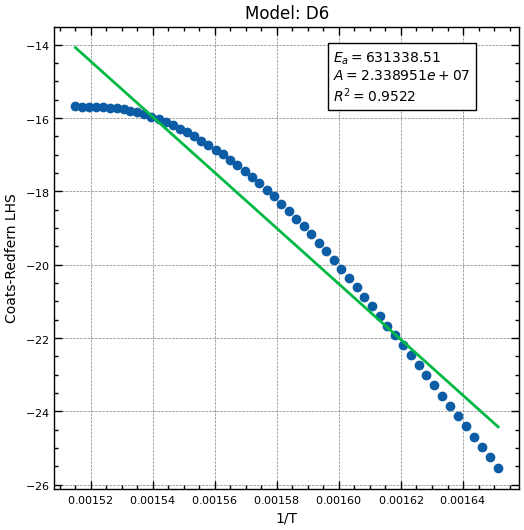 Model: D6
E_a = 631338.51
A = 2.338951e + 07
R^2 = 0.9522
−14
−16
−18
−20
−22
−24
−26
Coats-Redfern LHS
0.00152 0.00154 0.00156 0.00158 0.00160 0.00162 0.00164
1/T